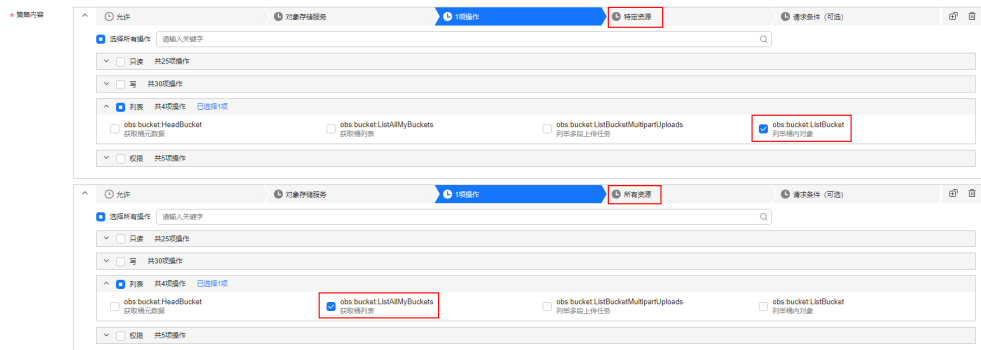 * 策略内容
允许 对象存储服务 1项操作 特定资源 请求条件（可选）
选择所有操作 请输入关键字
只读 共25项操作
写 共30项操作
列表 共4项操作 已选择1项
obs:bucket:HeadBucket obs:bucket:ListAllMyBuckets obs:bucket:ListBucketMultipartUploads obs:bucket:ListBucket
获取桶元数据 获取桶列表 列举多段上传任务 列举桶内对象
权限 共5项操作
允许 对象存储服务 1项操作 所有资源 请求条件（可选）
选择所有操作 请输入关键字
只读 共25项操作
写 共30项操作
列表 共4项操作 已选择1项
obs:bucket:HeadBucket obs:bucket:ListAllMyBuckets obs:bucket:ListBucketMultipartUploads obs:bucket:ListBucket
获取桶元数据 获取桶列表 列举多段上传任务 列举桶内对象
权限 共5项操作